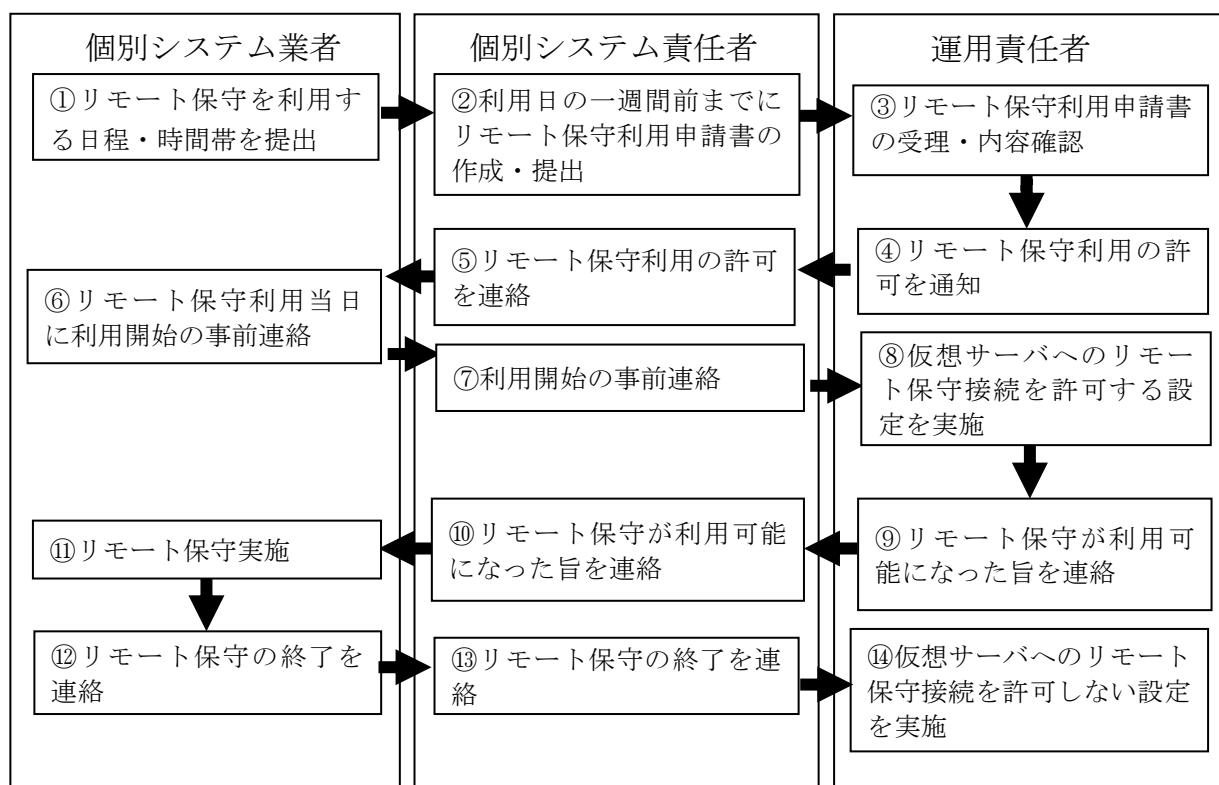 個別システム業者
個別システム責任者
運用責任者
①リモート保守を利用す
る日程・時間帯を提出
②利用日の一週間前までに
リモート保守利用申請書の
作成・提出
③リモート保守利用申請書
の受理・内容確認
④リモート保守利用の許
可を通知
⑤リモート保守利用の許可
を連絡
⑥リモート保守利用当日
に利用開始の事前連絡
⑦利用開始の事前連絡
⑧仮想サーバへのリモー
ト保守接続を許可する設
定を実施
⑨リモート保守が利用可
能になった旨を連絡
⑩リモート保守が利用可能
になった旨を連絡
⑪リモート保守実施
⑫リモート保守の終了を
連絡
⑬リモート保守の終了を連
絡
⑭仮想サーバへのリモート
保守接続を許可しない設定
を実施